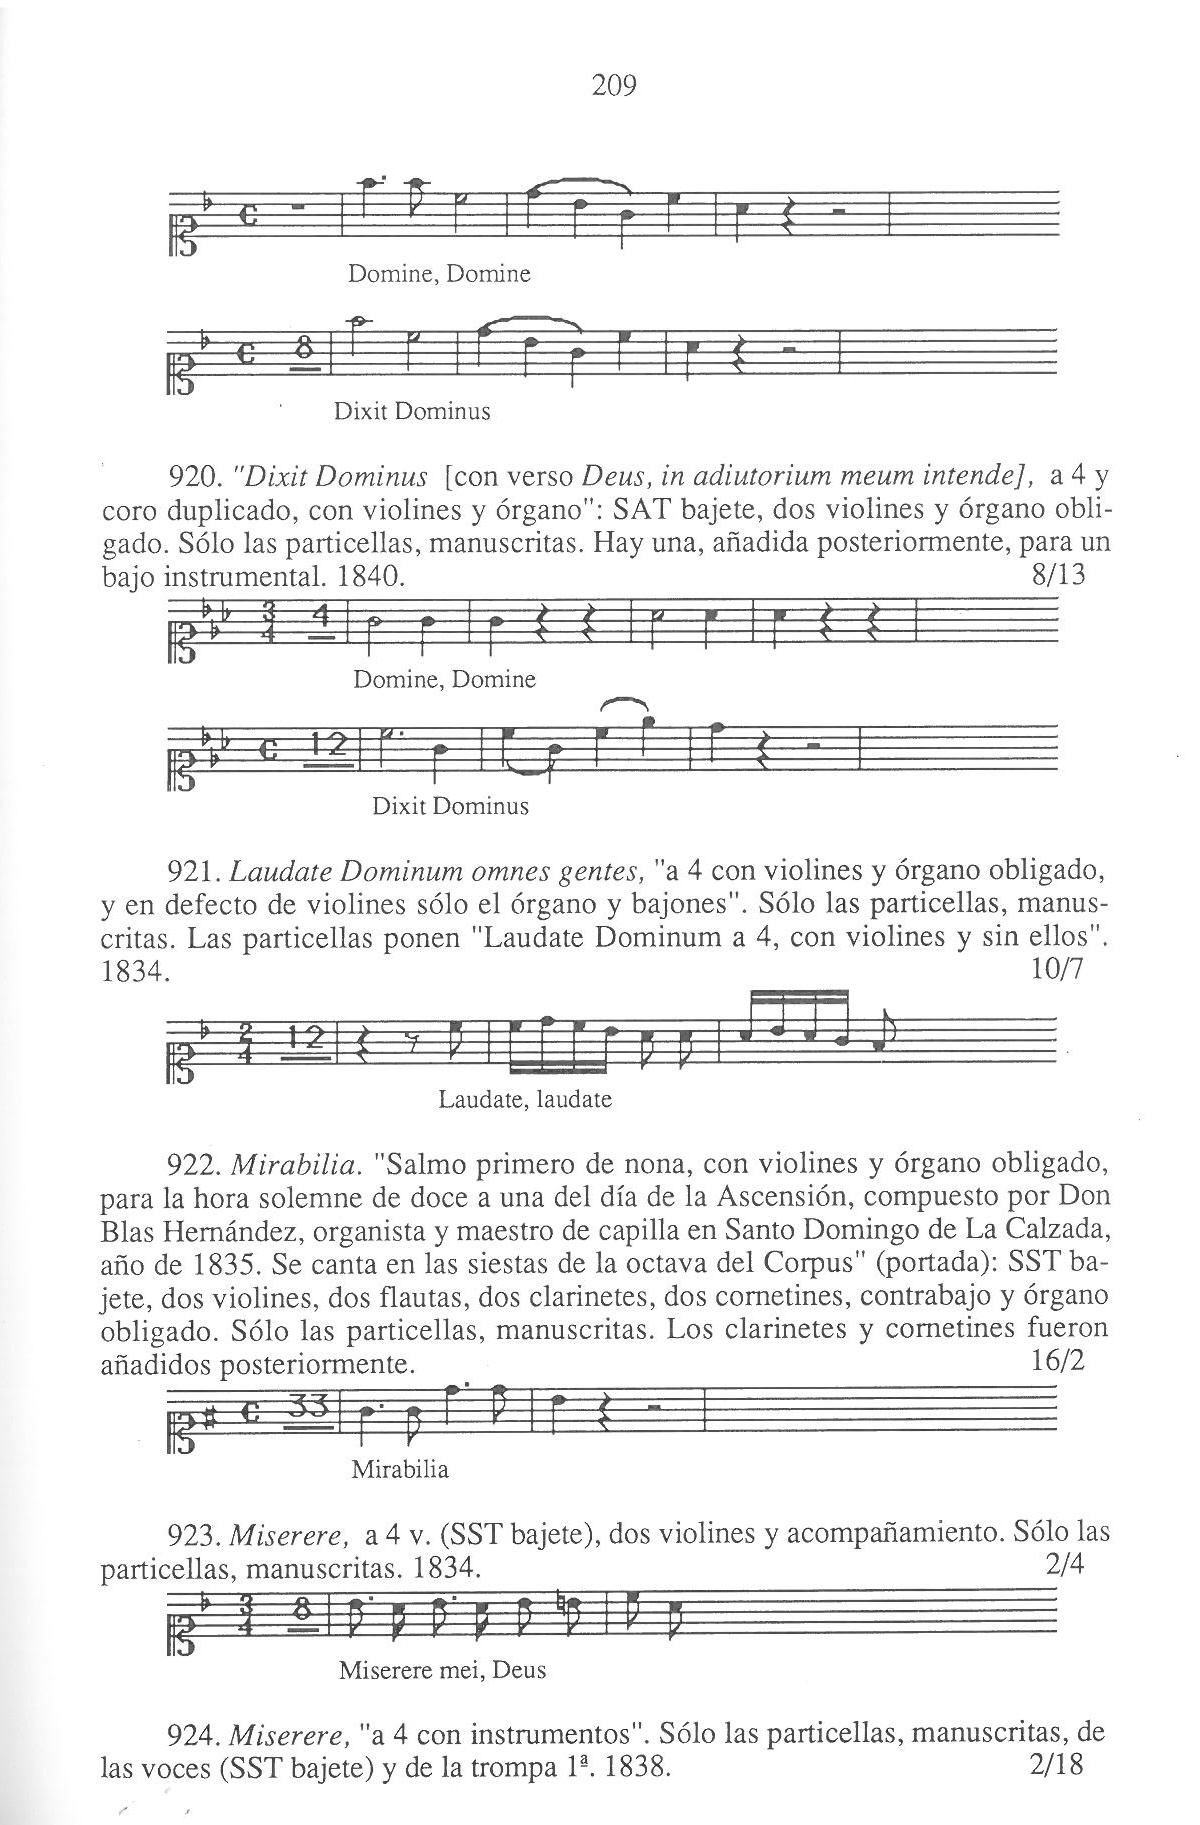 209
Domine, Domine
8
Dixit Dominus
920. "Dixit Dominus [con verso Deus, in adiutorium meum intende], a 4 y
coro duplicado, con violines y órgano": SAT bajete, dos violines y órgano obli-
gado. Sólo las particellas, manuscritas. Hay una, añadida posteriormente, para un
bajo instrumental. 1840. 8/13
3 4 4
Domine, Domine
12
Dixit Dominus
921. Laudate Dominum omnes gentes, "a 4 con violines y órgano obligado,
y en defecto de violines sólo el órgano y bajones". Sólo las particellas, manus-
critas. Las particellas ponen "Laudate Dominum a 4, con violines y sin ellos".
1834. 10/7
2 4 12
Laudate, laudate
922. Mirabilia. "Salmo primero de nona, con violines y órgano obligado,
para la hora solemne de doce a una del día de la Ascensión, compuesto por Don
Blas Hernández, organista y maestro de capilla en Santo Domingo de La Calzada,
año de 1835. Se canta en las siestas de la octava del Corpus" (portada): SST ba-
jete, dos violines, dos flautas, dos clarinetes, dos cornetines, contrabajo y órgano
obligado. Sólo las particellas, manuscritas. Los clarinetes y cornetines fueron
añadidos posteriormente. 16/2
33
Mirabilia
923. Miserere, a 4 v. (SST bajete), dos violines y acompañamiento. Sólo las
particellas, manuscritas. 1834. 2/4
3 4 8
Miserere mei, Deus
924. Miserere, "a 4 con instrumentos". Sólo las particellas, manuscritas, de
las voces (SST bajete) y de la trompa 1ª. 1838. 2/18